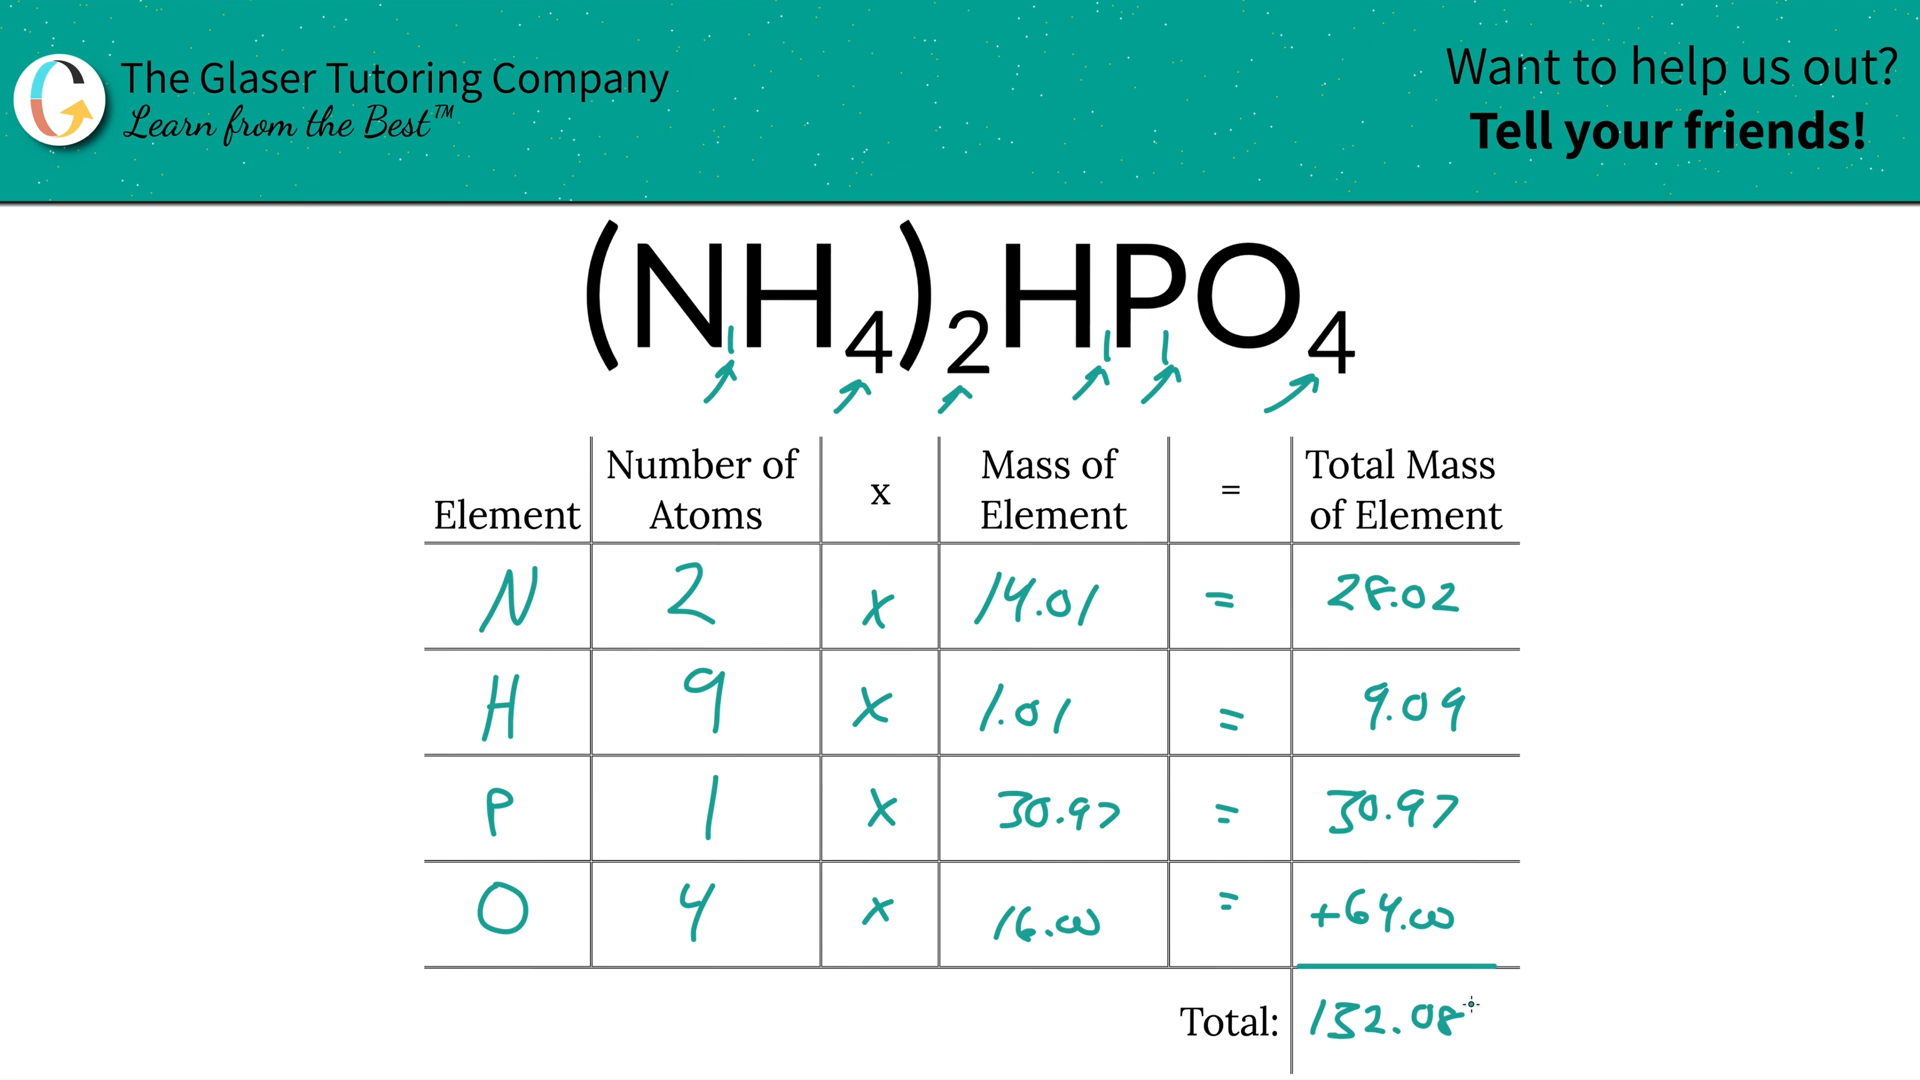 The Glaser Tutoring Company
Learn from the Best™
Want to help us out?
Tell your friends!
(NH₄)₂HPO₄
1 1 1
Element | Number of Atoms | x | Mass of Element | = | Total Mass of Element
N | 2 | x | 14.01 | = | 28.02
H | 9 | x | 1.01 | = | 9.09
P | 1 | x | 30.97 | = | 30.97
O | 4 | x | 16.00 | = | +64.00
Total: 132.08